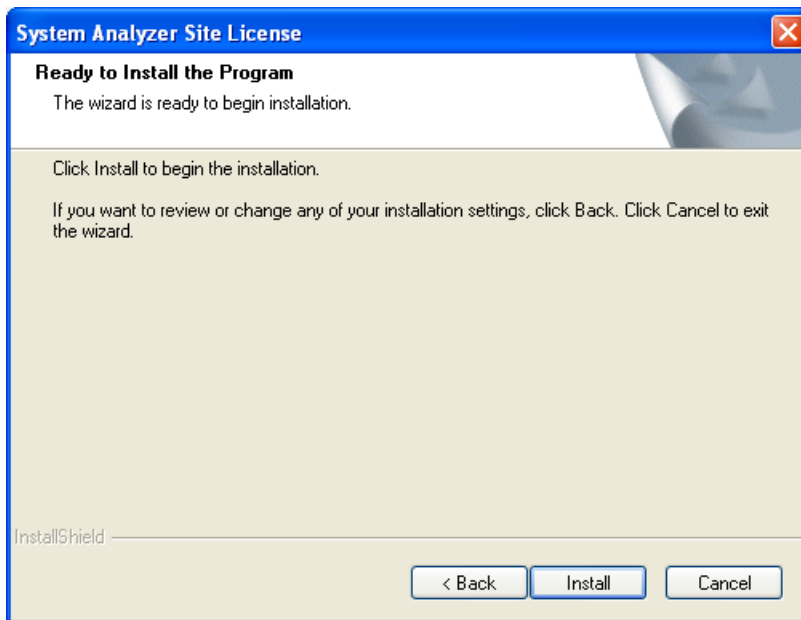 System Analyzer Site License
Ready to Install the Program
The wizard is ready to begin installation.
Click Install to begin the installation.
If you want to review or change any of your installation settings, click Back. Click Cancel to exit
the wizard.
InstallShield
< Back
Install
Cancel